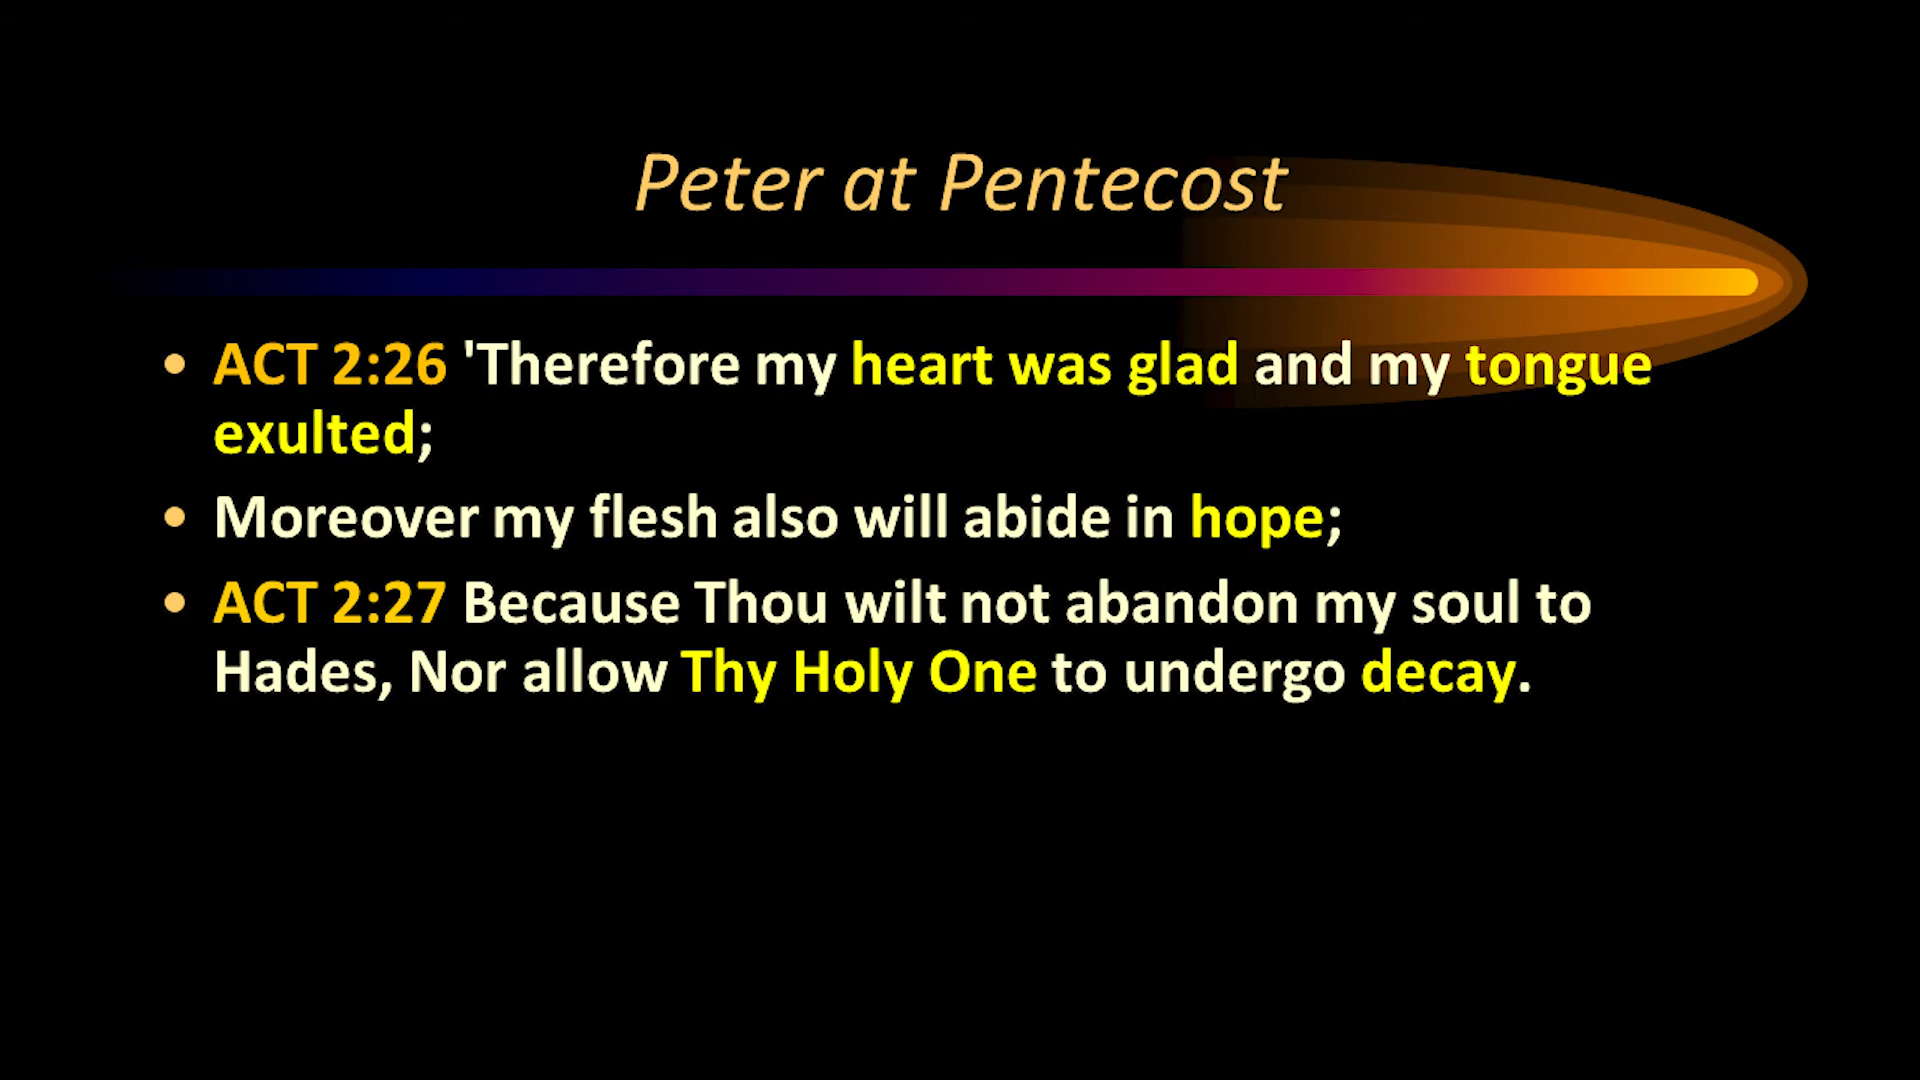 Peter at Pentecost
• ACT 2:26 'Therefore my heart was glad and my tongue
exulted;
• Moreover my flesh also will abide in hope;
• ACT 2:27 Because Thou wilt not abandon my soul to
Hades, Nor allow Thy Holy One to undergo decay.